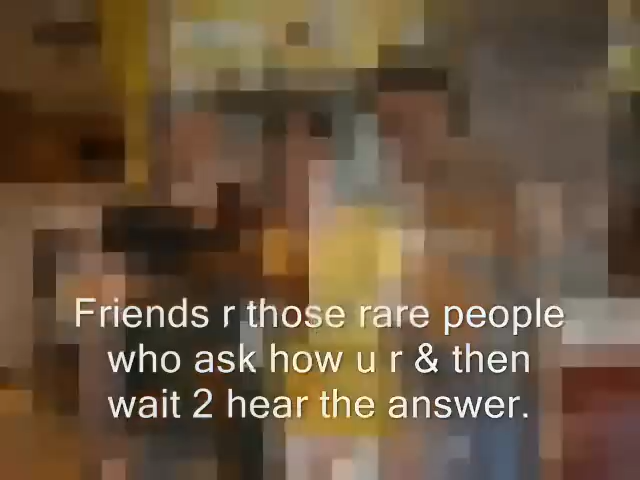 Friends r those rare people
who ask how u r & then
wait 2 hear the answer.